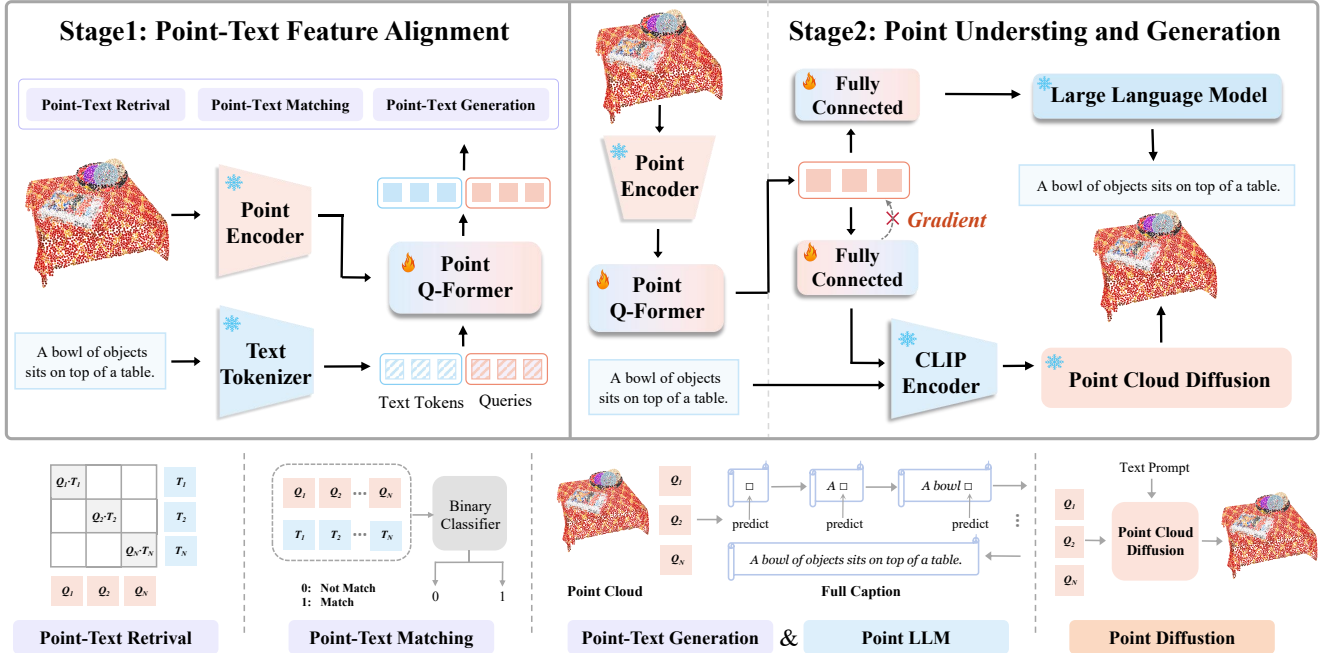 Stage1: Point-Text Feature Alignment
Point-Text Retrival
Point-Text Matching
Point-Text Generation
Point
Encoder
Point
Q-Former
A bowl of objects
sits on top of a table.
Text
Tokenizer
Text Tokens
Queries
Stage2: Point Understing and Generation
Point
Encoder
Point
Q-Former
A bowl of objects
sits on top of a table.
Fully
Connected
Large Language Model
A bowl of objects sits on top of a table.
Gradient
Fully
Connected
CLIP
Encoder
Point Cloud Diffusion
Q1·T1
Q2·T2
QN·TN
T1
T2
TN
Q1 Q2 QN
Point-Text Retrival
Q1 Q2 ··· QN
T1 T2 ··· TN
Binary
Classifier
0: Not Match
1: Match
0 1
Point-Text Matching
Q1
Q2
QN
Point Cloud
□
A □
A bowl □
predict
predict
predict
A bowl of objects sits on top of a table.
Full Caption
Point-Text Generation & Point LLM
Text Prompt
Q1
Q2
QN
Point Cloud
Diffusion
Point Diffustion